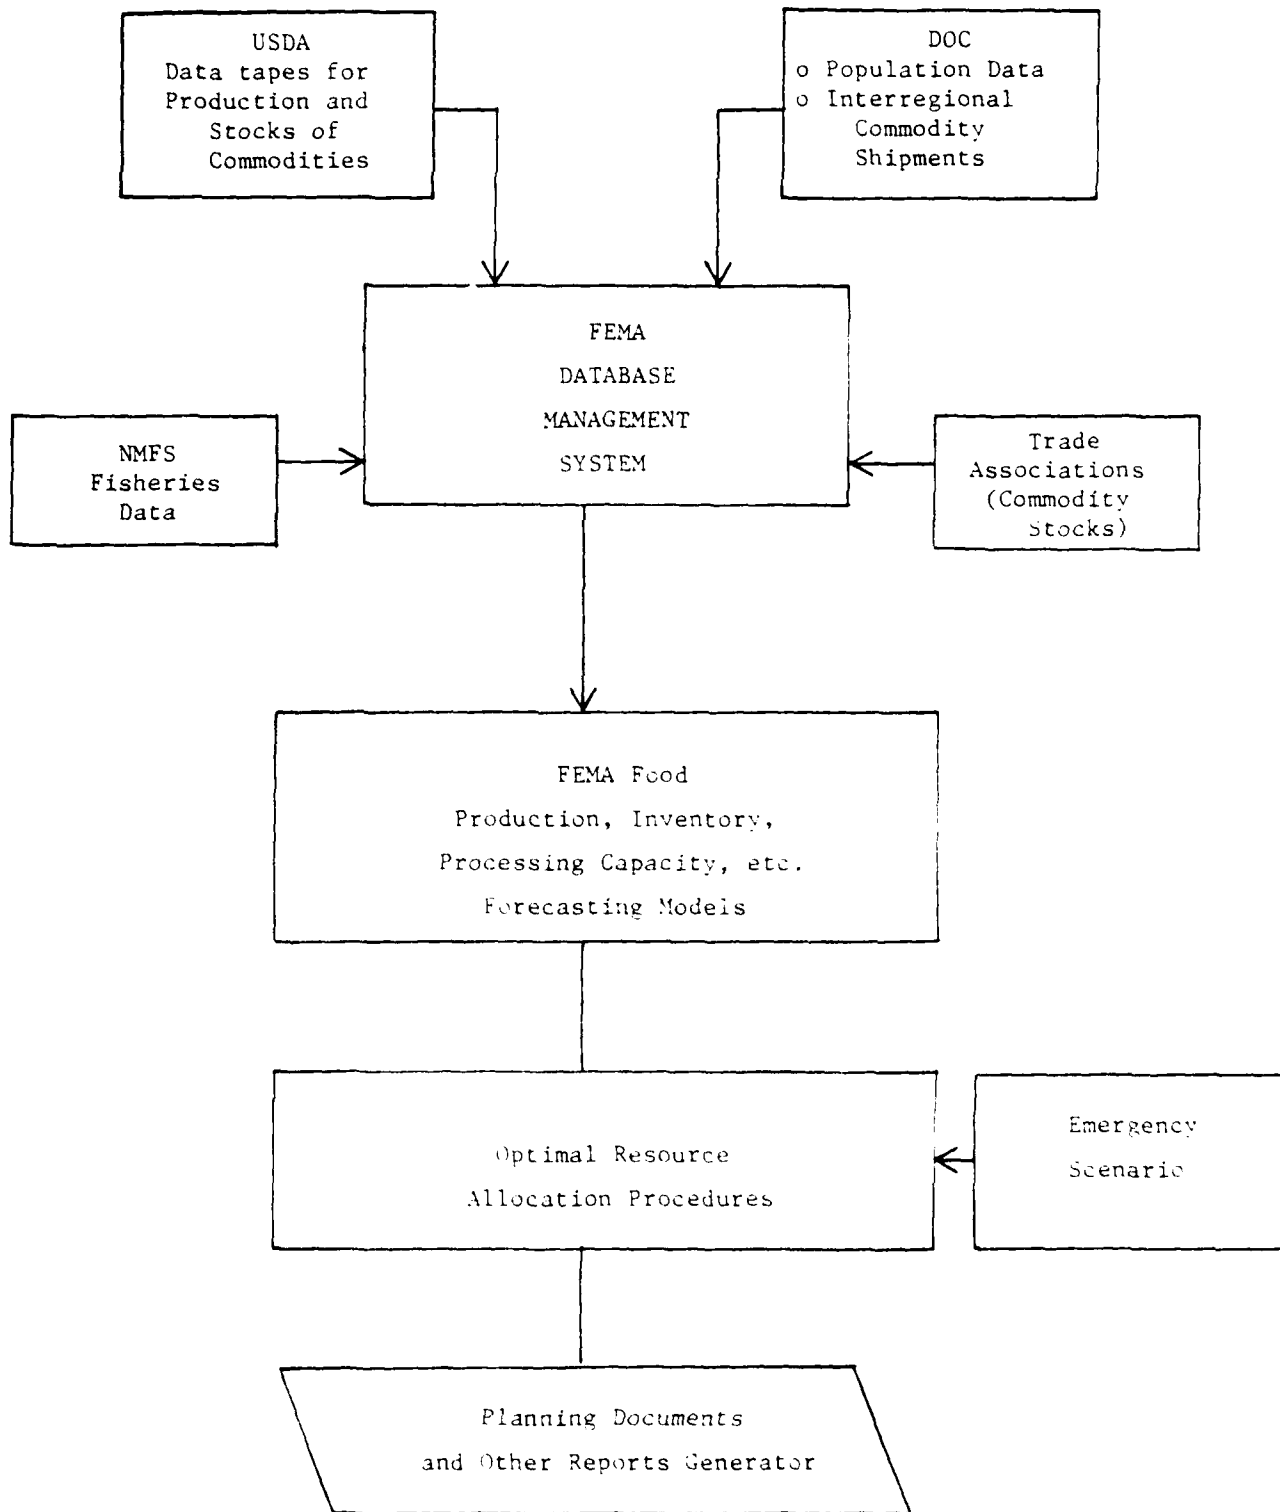 USDA
Data tapes for
Production and
Stocks of
Commodities
DOC
o Population Data
o Interregional
Commodity
Shipments
FEMA
DATABASE
MANAGEMENT
SYSTEM
NMFS
Fisheries
Data
Trade
Associations
(Commodity
Stocks)
FEMA Food
Production, Inventory,
Processing Capacity, etc.
Forecasting Models
Optimal Resource
Allocation Procedures
Emergency
Scenario
Planning Documents
and Other Reports Generator